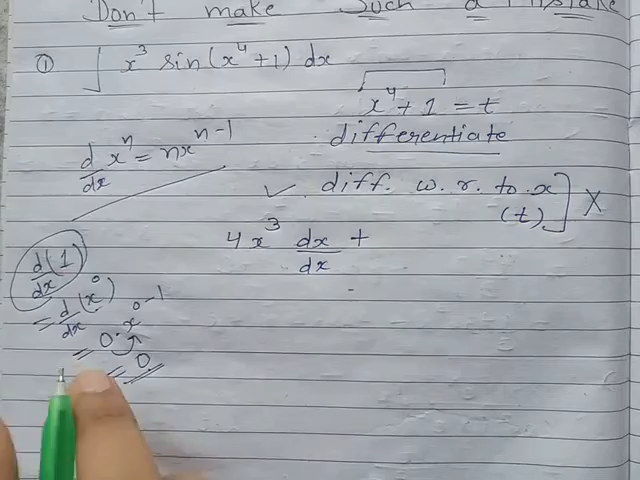 Don't make Such a
① ∫ x³ sin(x⁴+1) dx
x⁴+1 = t
differentiate
d/dx xⁿ = nxⁿ⁻¹
✓ diff. w.r.to x
(t) ] X
4x³ dx/dx +
d/dx (1)
= d/dx (x⁰)
= 0·x⁰⁻¹
= 0